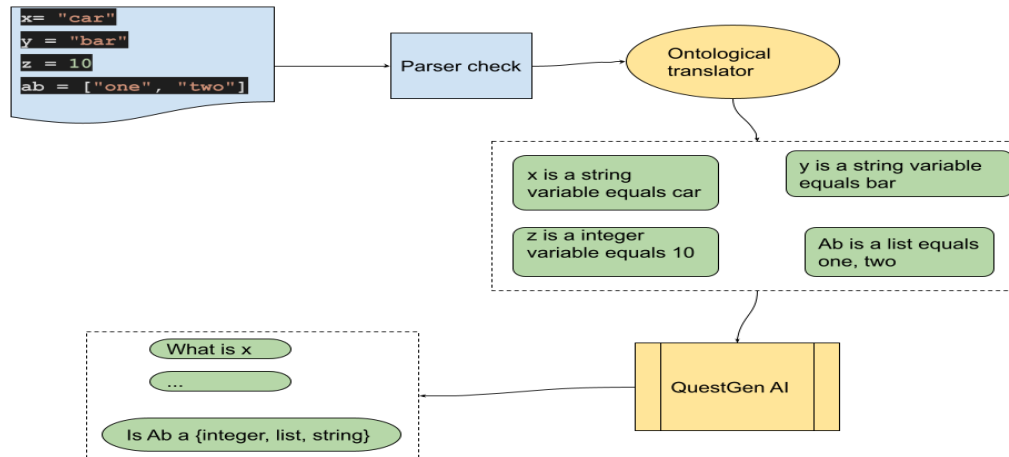 x= "car"
y = "bar"
z = 10
ab = ["one", "two"]
Parser check
Ontological
translator
x is a string
variable equals car
y is a string variable
equals bar
z is a integer
variable equals 10
Ab is a list equals
one, two
QuestGen AI
What is x
...
Is Ab a {integer, list, string}